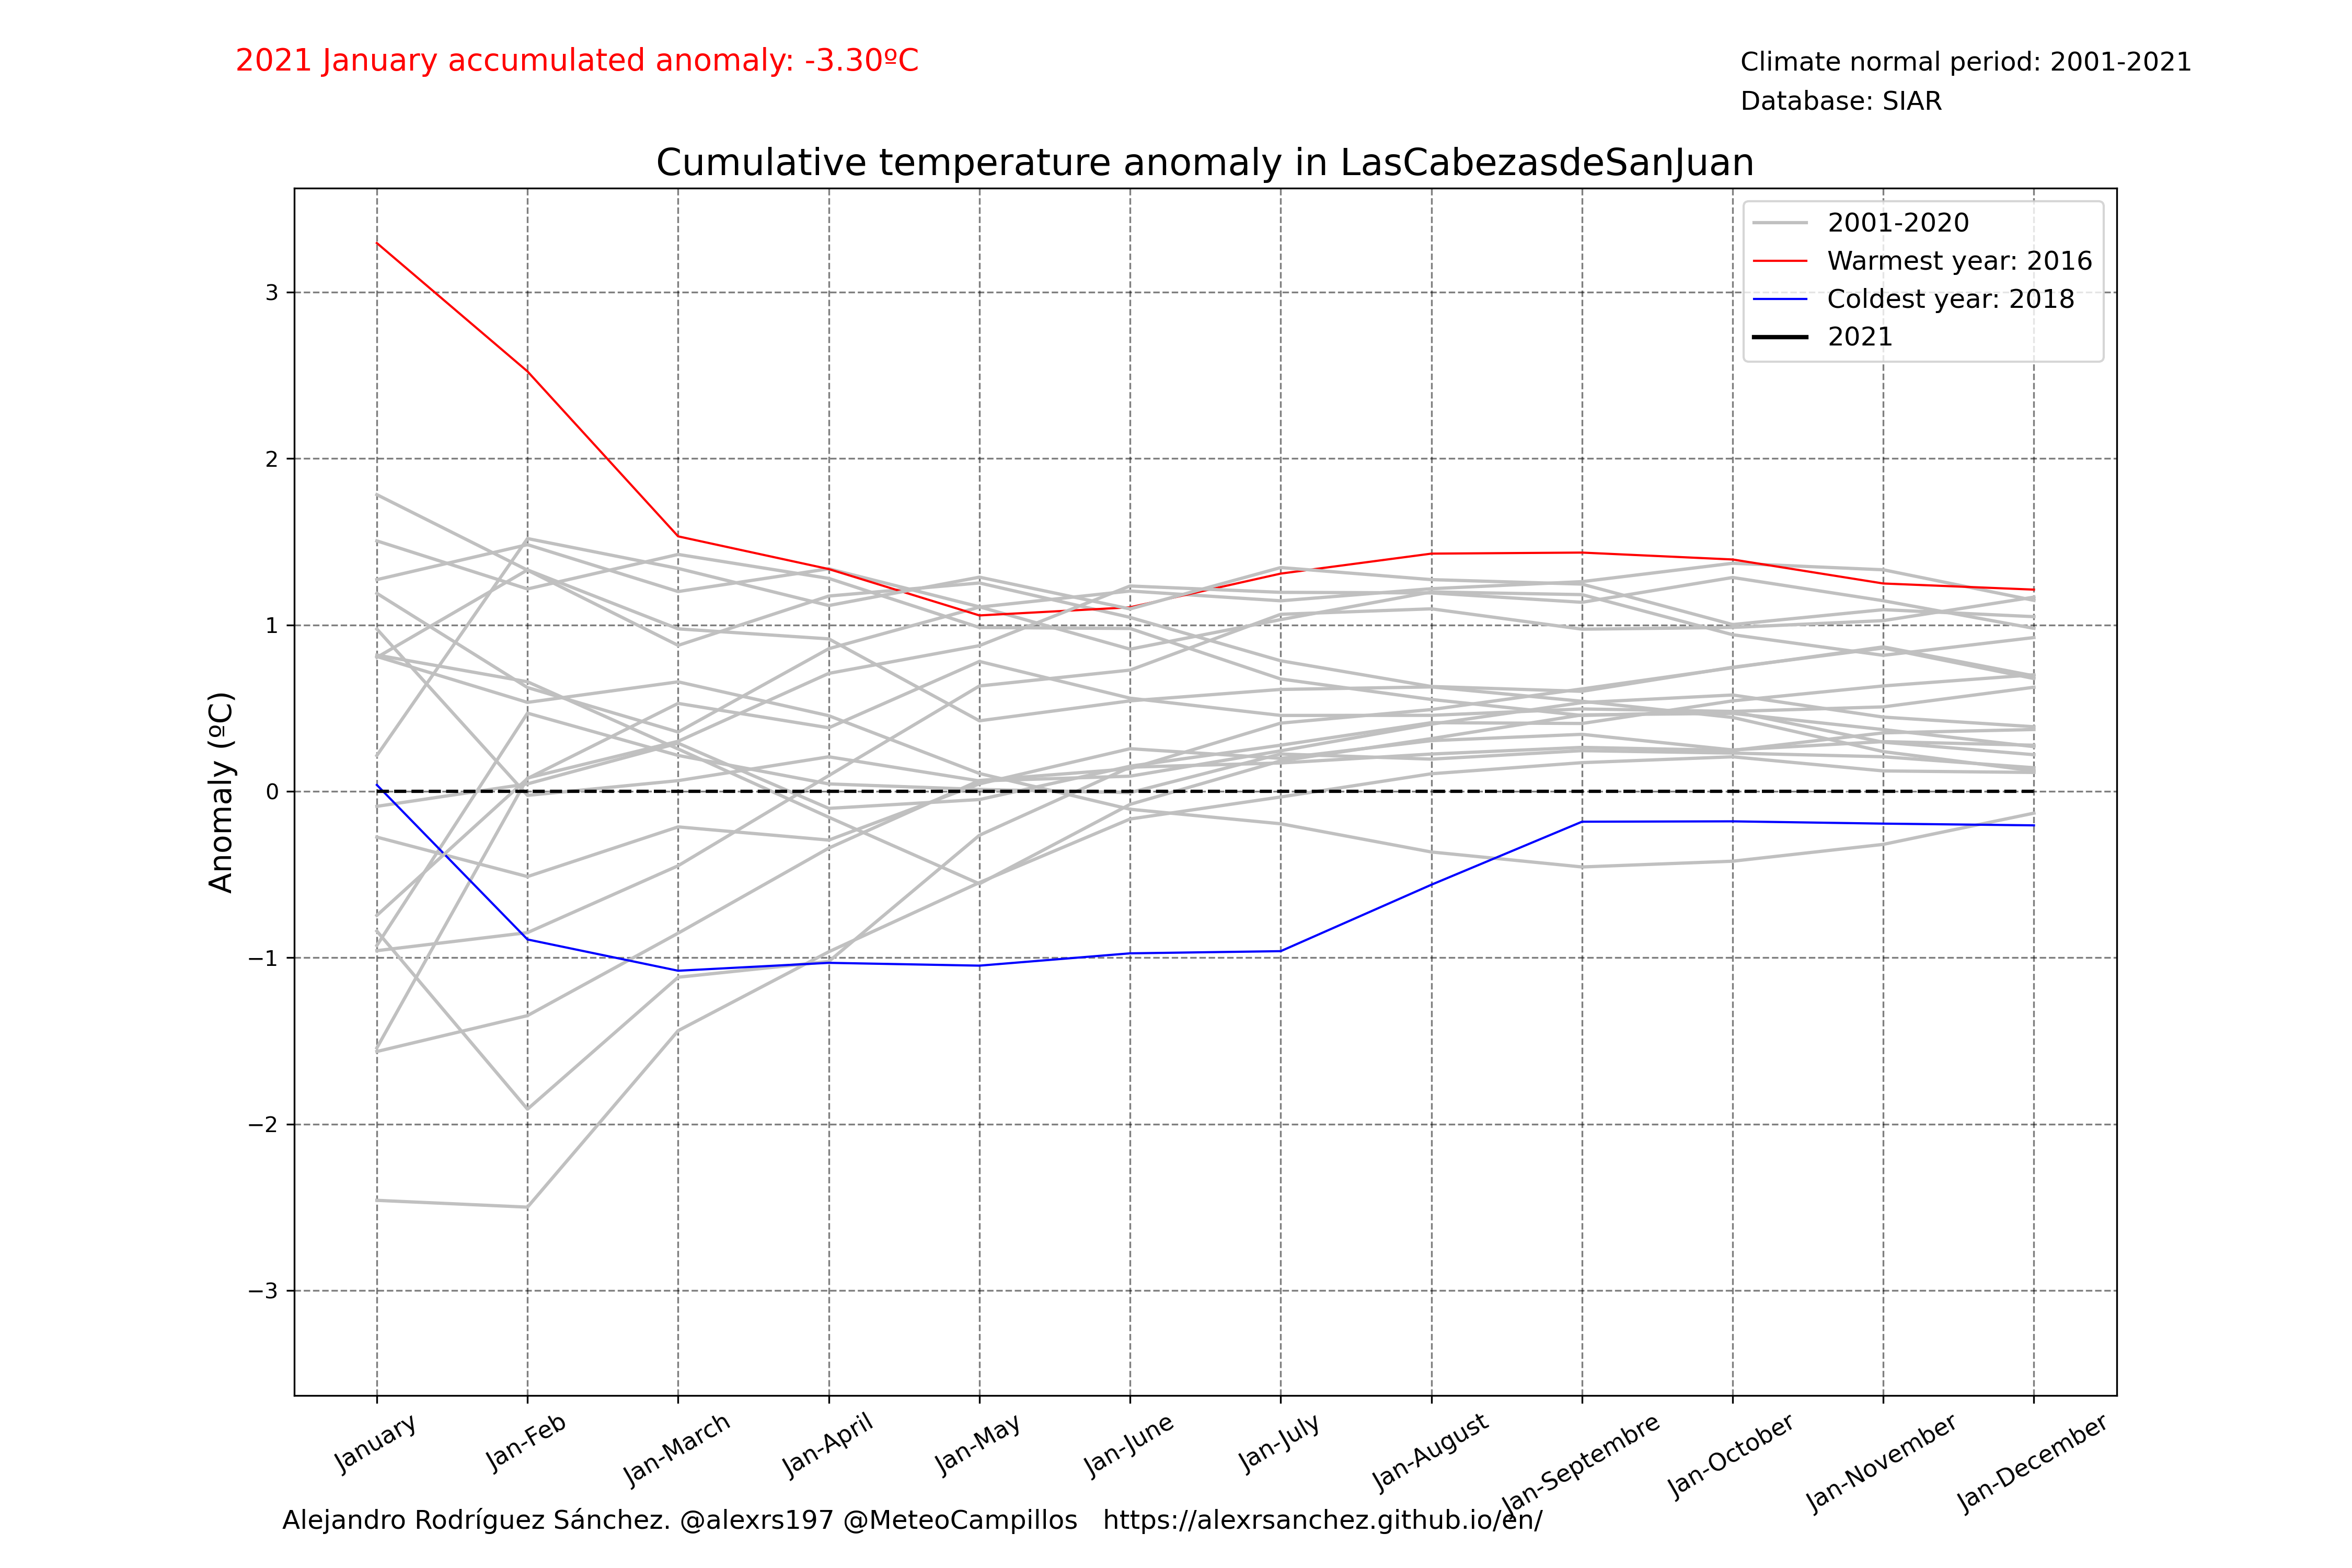 2021 January accumulated anomaly: -3.30ºC
Climate normal period: 2001-2021
Database: SIAR
Cumulative temperature anomaly in LasCabezasdeSanJuan
2001-2020
Warmest year: 2016
Coldest year: 2018
2021
Anomaly (ºC)
3
2
1
0
−1
−2
−3
January
Jan-Feb
Jan-March
Jan-April
Jan-May
Jan-June
Jan-July
Jan-August
Jan-Septembre
Jan-October
Jan-November
Jan-December
Alejandro Rodríguez Sánchez. @alexrs197 @MeteoCampillos   https://alexrsanchez.github.io/en/